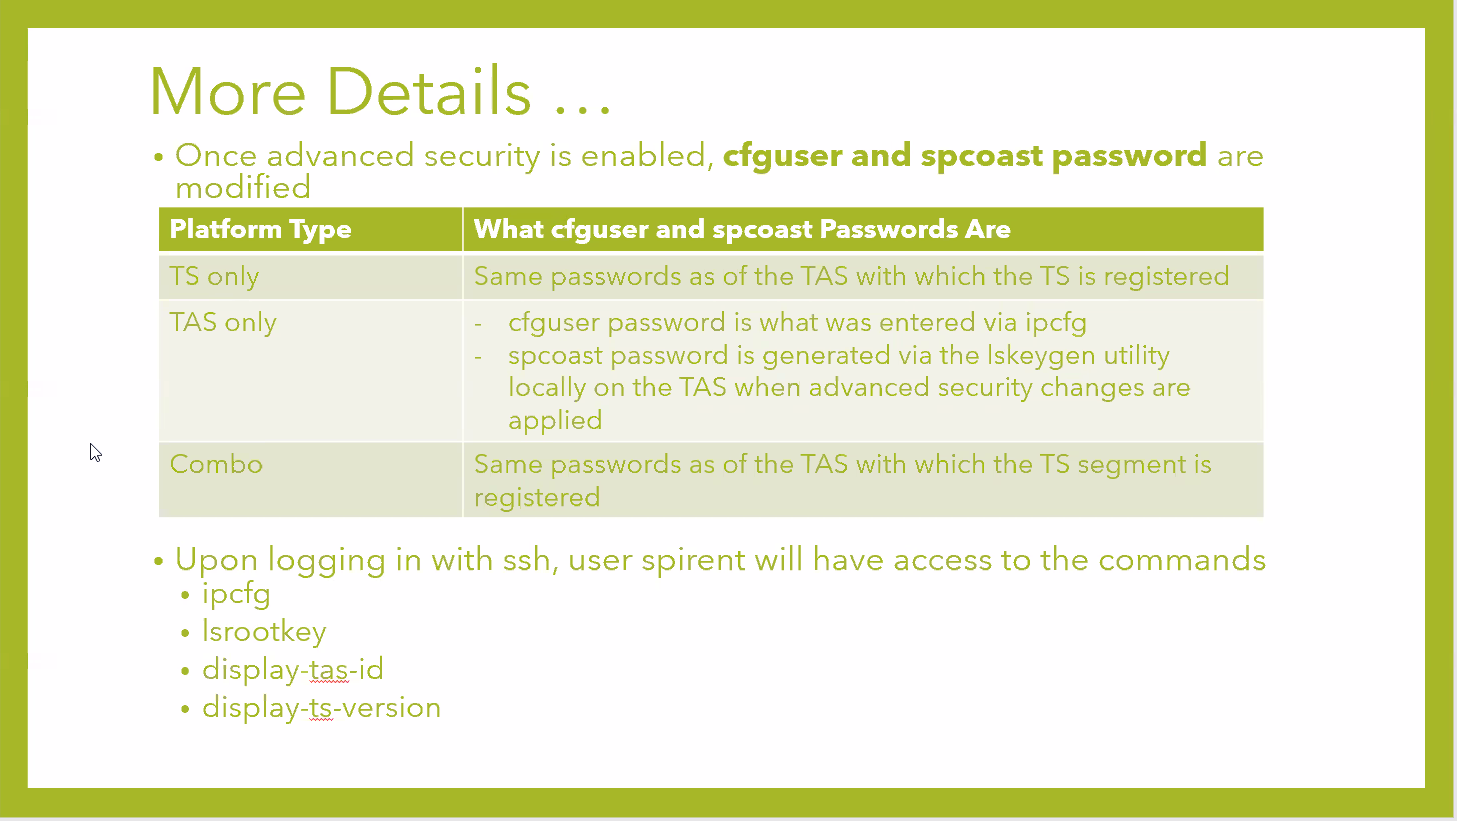 More Details ...
• Once advanced security is enabled, cfguser and spcoast password are
modified
Platform Type
What cfguser and spcoast Passwords Are
TS only
Same passwords as of the TAS with which the TS is registered
TAS only
- cfguser password is what was entered via ipcfg
- spcoast password is generated via the lskeygen utility
locally on the TAS when advanced security changes are
applied
Combo
Same passwords as of the TAS with which the TS segment is
registered
• Upon logging in with ssh, user spirent will have access to the commands
• ipcfg
• lsrootkey
• display-tas-id
• display-ts-version